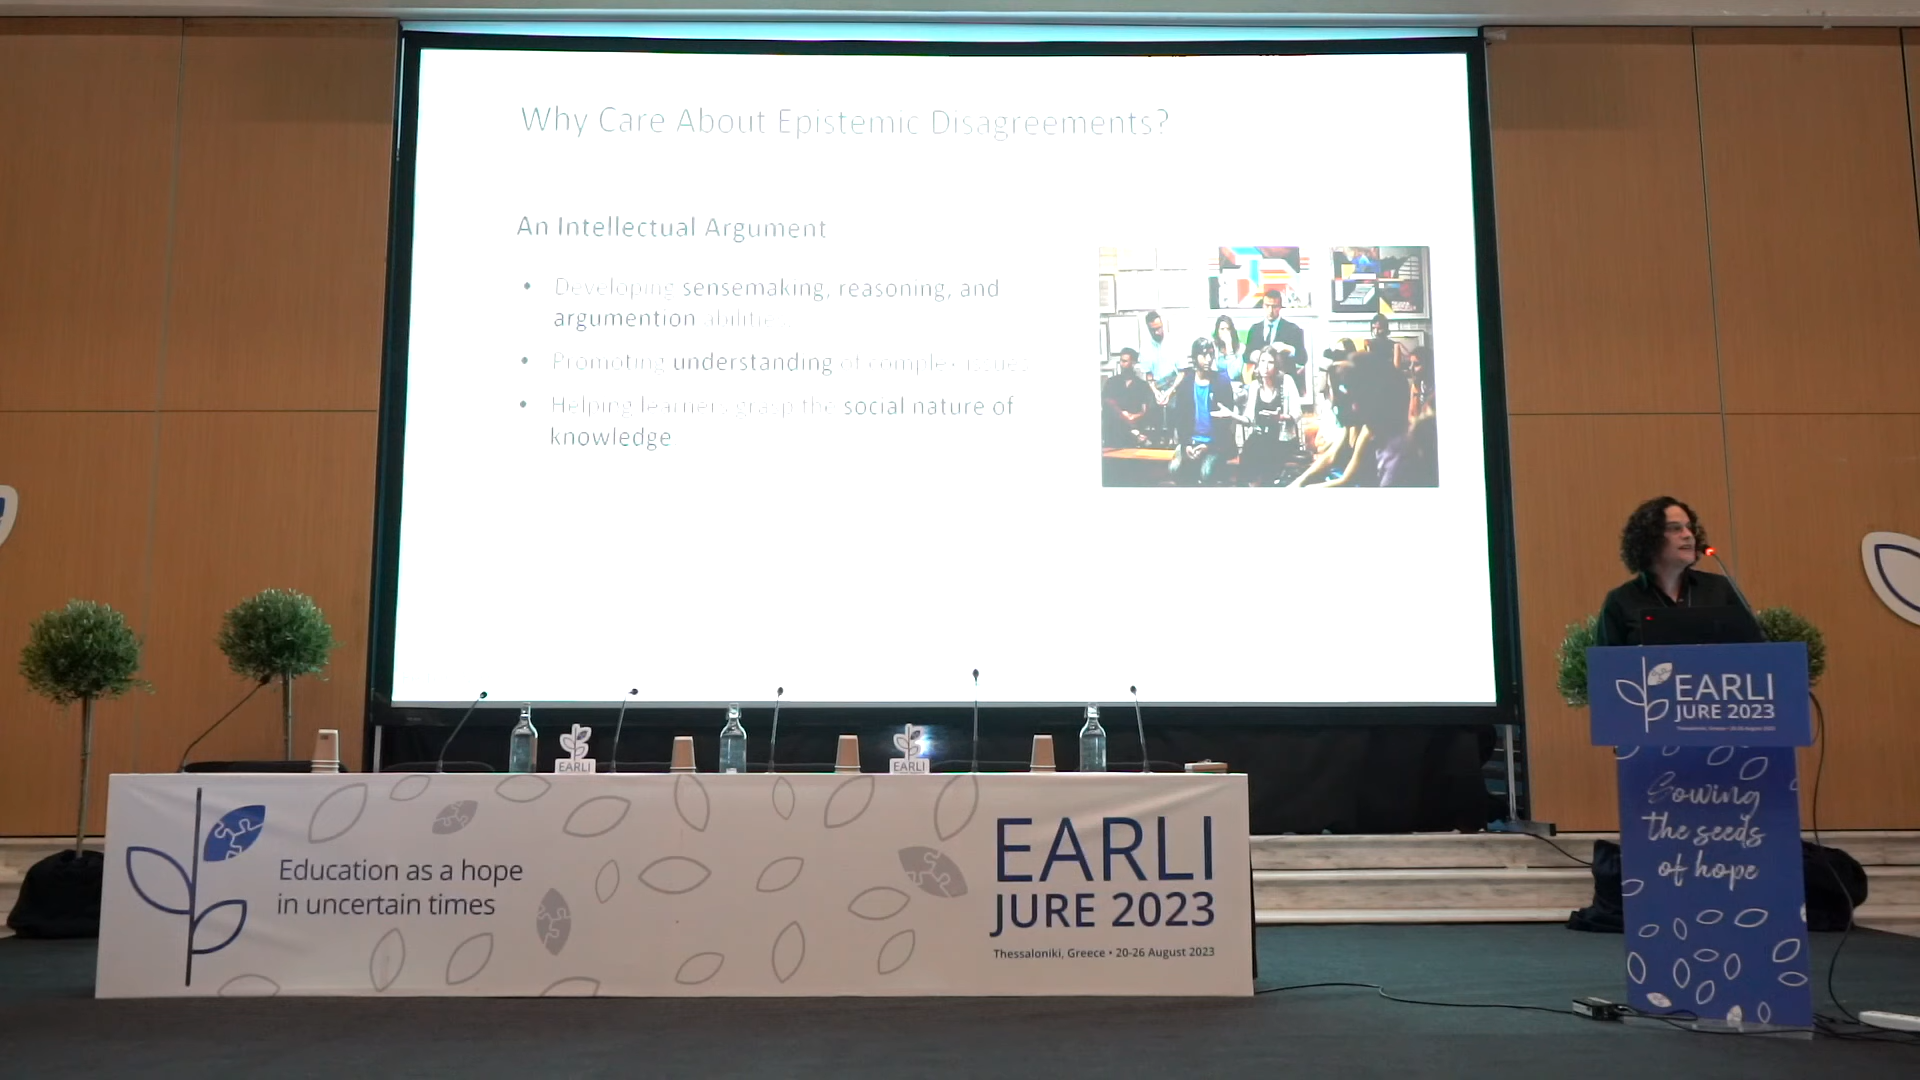 Why Care About Epistemic Disagreements?
An Intellectual Argument
• Developing sensemaking, reasoning, and
argumention abilities.
• Promoting understanding of complex issues
• Helping learners grasp the social nature of
knowledge
EARLI
EARLI
Education as a hope
in uncertain times
EARLI
JURE 2023
Thessaloniki, Greece • 20-26 August 2023
EARLI
JURE 2023
Sowing
the seeds
of hope